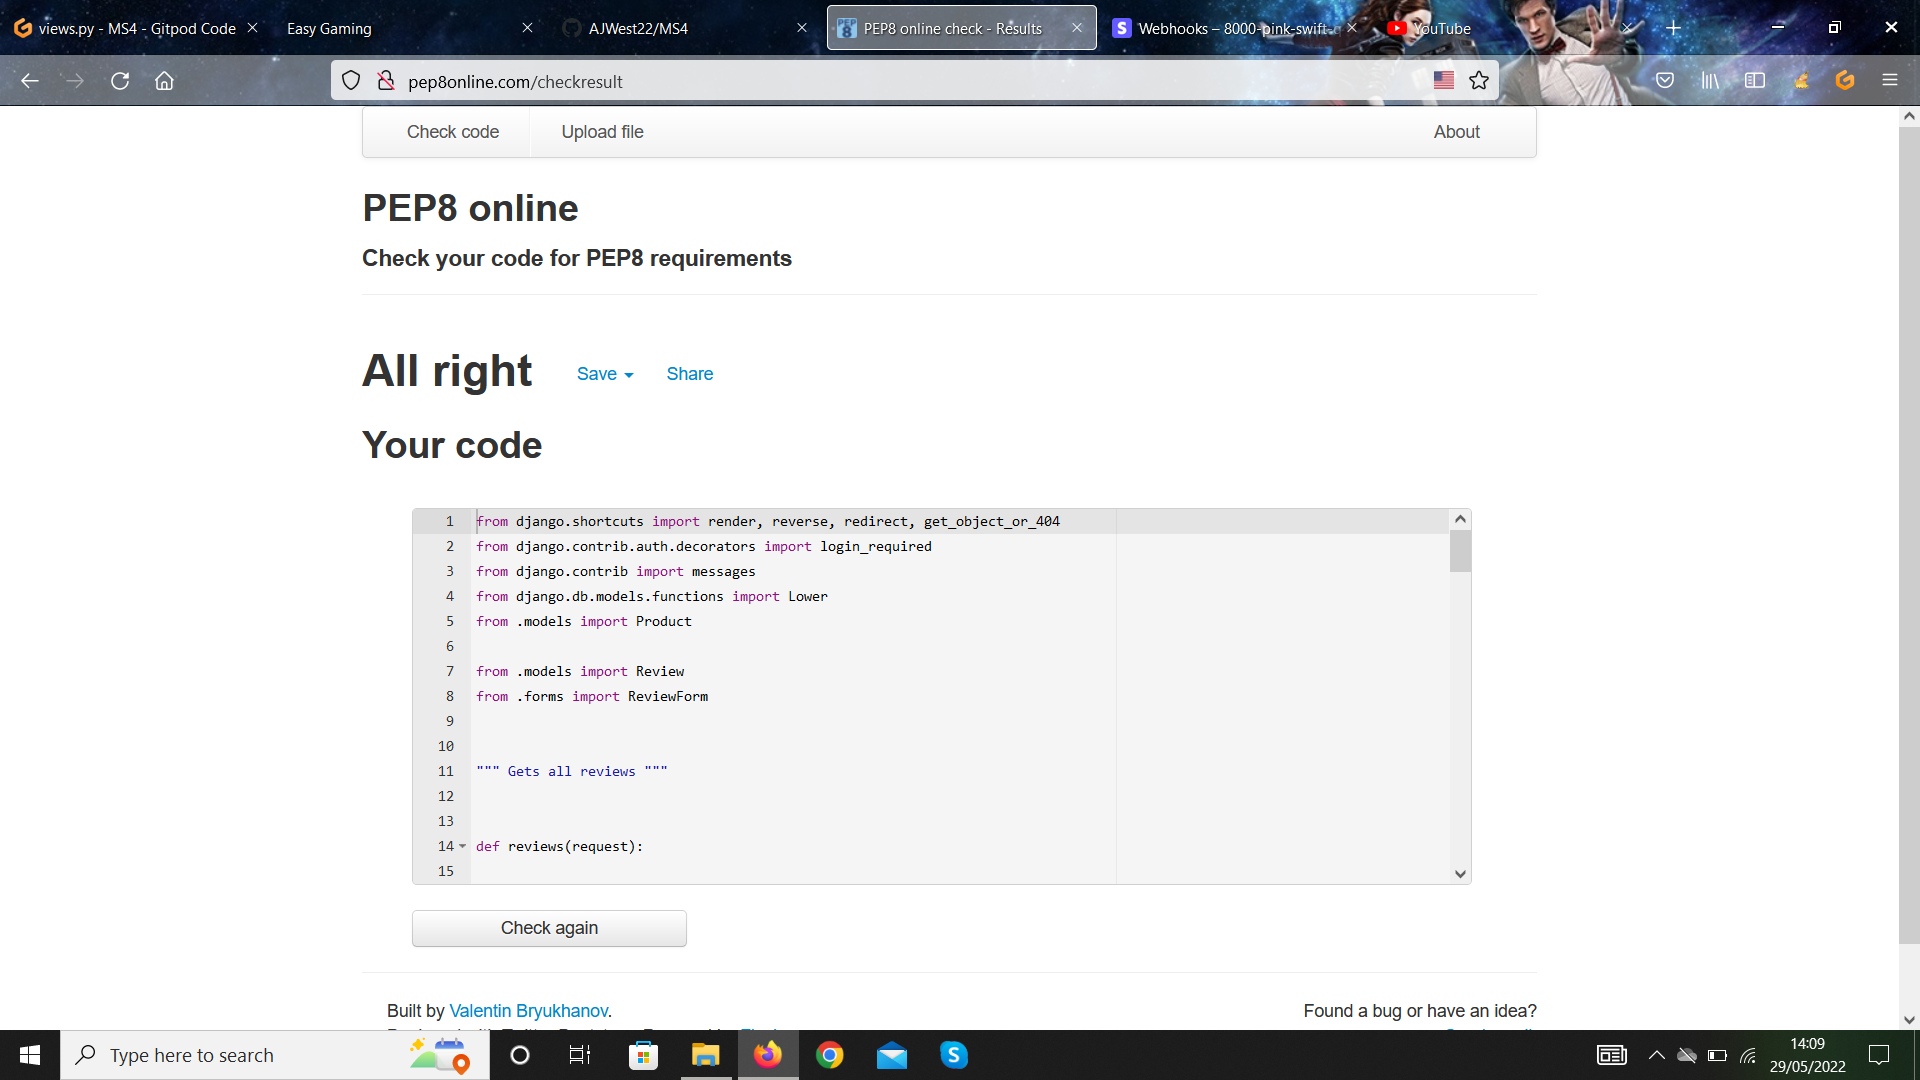 views.py - MS4 - Gitpod Code
Easy Gaming
AJWest22/MS4
PEP8 online check - Results
Webhooks – 8000-pink-swift-
YouTube
pep8online.com/checkresult
Check code
Upload file
About
PEP8 online
Check your code for PEP8 requirements
All right
Save
Share
Your code
1 from django.shortcuts import render, reverse, redirect, get_object_or_404
2 from django.contrib.auth.decorators import login_required
3 from django.contrib import messages
4 from django.db.models.functions import Lower
5 from .models import Product
6
7 from .models import Review
8 from .forms import ReviewForm
9
10
11 """ Gets all reviews """
12
13
14 def reviews(request):
15
Check again
Built by Valentin Bryukhanov.
Found a bug or have an idea?
Type here to search
14:09
29/05/2022